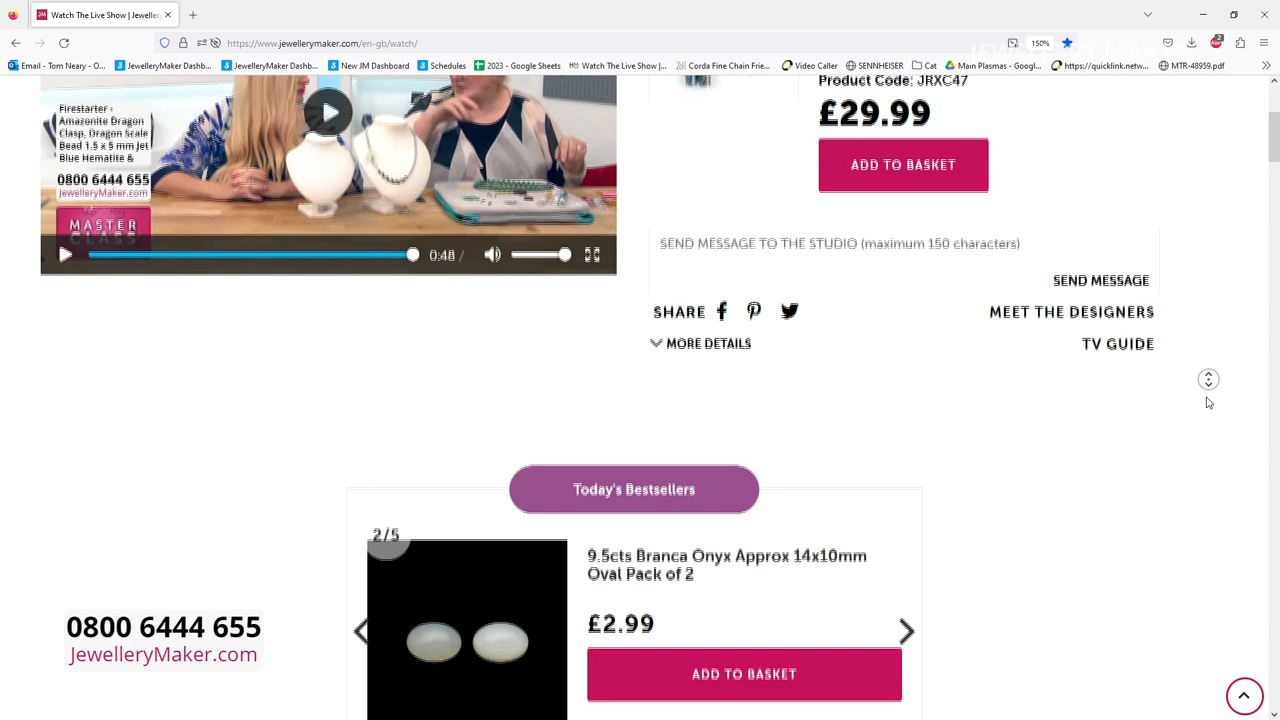 Watch The Live Show | Jewellery
https://www.jewellerymaker.com/en-gb/watch/
150%
2
Email - Tom Neary - O...
JewelleryMaker Dashb...
JewelleryMaker Dashb...
New JM Dashboard
Schedules
2023 - Google Sheets
Watch The Live Show |...
Corda Fine Chain Frie...
Video Caller
SENNHEISER
Cat
Main Plasmas - Googl...
https://quicklink.netw...
MTR-48959.pdf
Firestarter -
Amazonite Dragon
Clasp, Dragon Scale
Bead 1.5 x 5 mm Jet
Blue Hematite &
0800 6444 655
JewelleryMaker.com
MASTER
CLASS
0:48 /
Product Code: JRXC47
£29.99
ADD TO BASKET
SEND MESSAGE TO THE STUDIO (maximum 150 characters)
SEND MESSAGE
SHARE
MEET THE DESIGNERS
MORE DETAILS
TV GUIDE
Today's Bestsellers
2/5
9.5cts Branca Onyx Approx 14x10mm
Oval Pack of 2
£2.99
ADD TO BASKET
0800 6444 655
JewelleryMaker.com